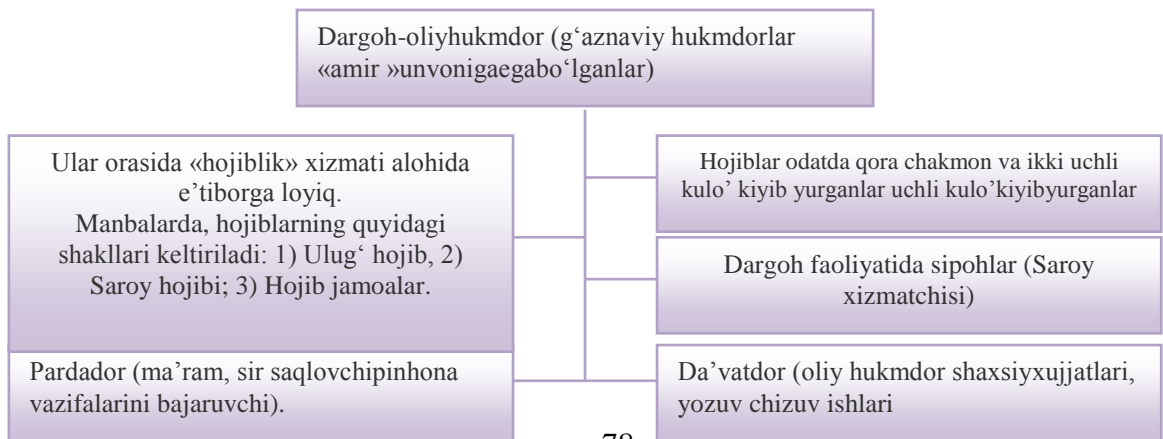 Dargoh-oliyhukmdor (g‘aznaviy hukmdorlar
«amir »unvonigaegabo‘lganlar)
Ular orasida «hojiblik» xizmati alohida
e’tiborga loyiq.
Manbalarda, hojiblarning quyidagi
shakllari keltiriladi: 1) Ulug‘ hojib, 2)
Saroy hojibi; 3) Hojib jamoalar.
Hojiblar odatda qora chakmon va ikki uchli
kulo’ kiyib yurganlar uchli kulo’kiyibyurganlar
Dargoh faoliyatida sipohlar (Saroy
xizmatchisi)
Pardador (ma’ram, sir saqlovchipinhona
vazifalarini bajaruvchi).
Da’vatdor (oliy hukmdor shaxsiyxujjatlari,
yozuv chizuv ishlari